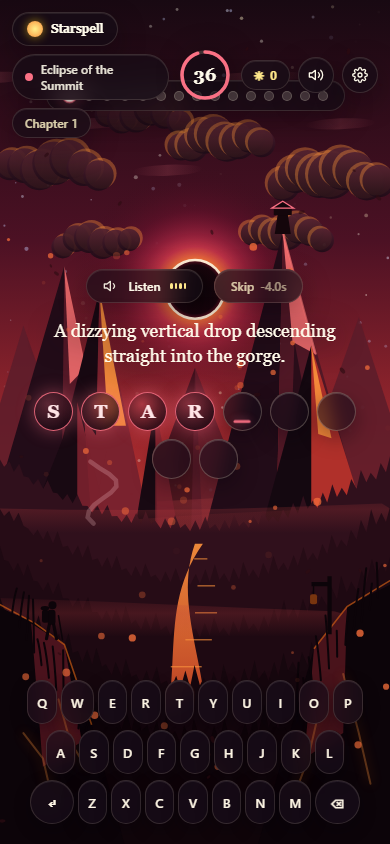 Starspell
Eclipse of the
Summit
36
0
Chapter 1
Listen
Skip -4.0s
A dizzying vertical drop descending
straight into the gorge.
S T A R _
Q W E R T Y U I O P
A S D F G H J K L
Z X C V B N M